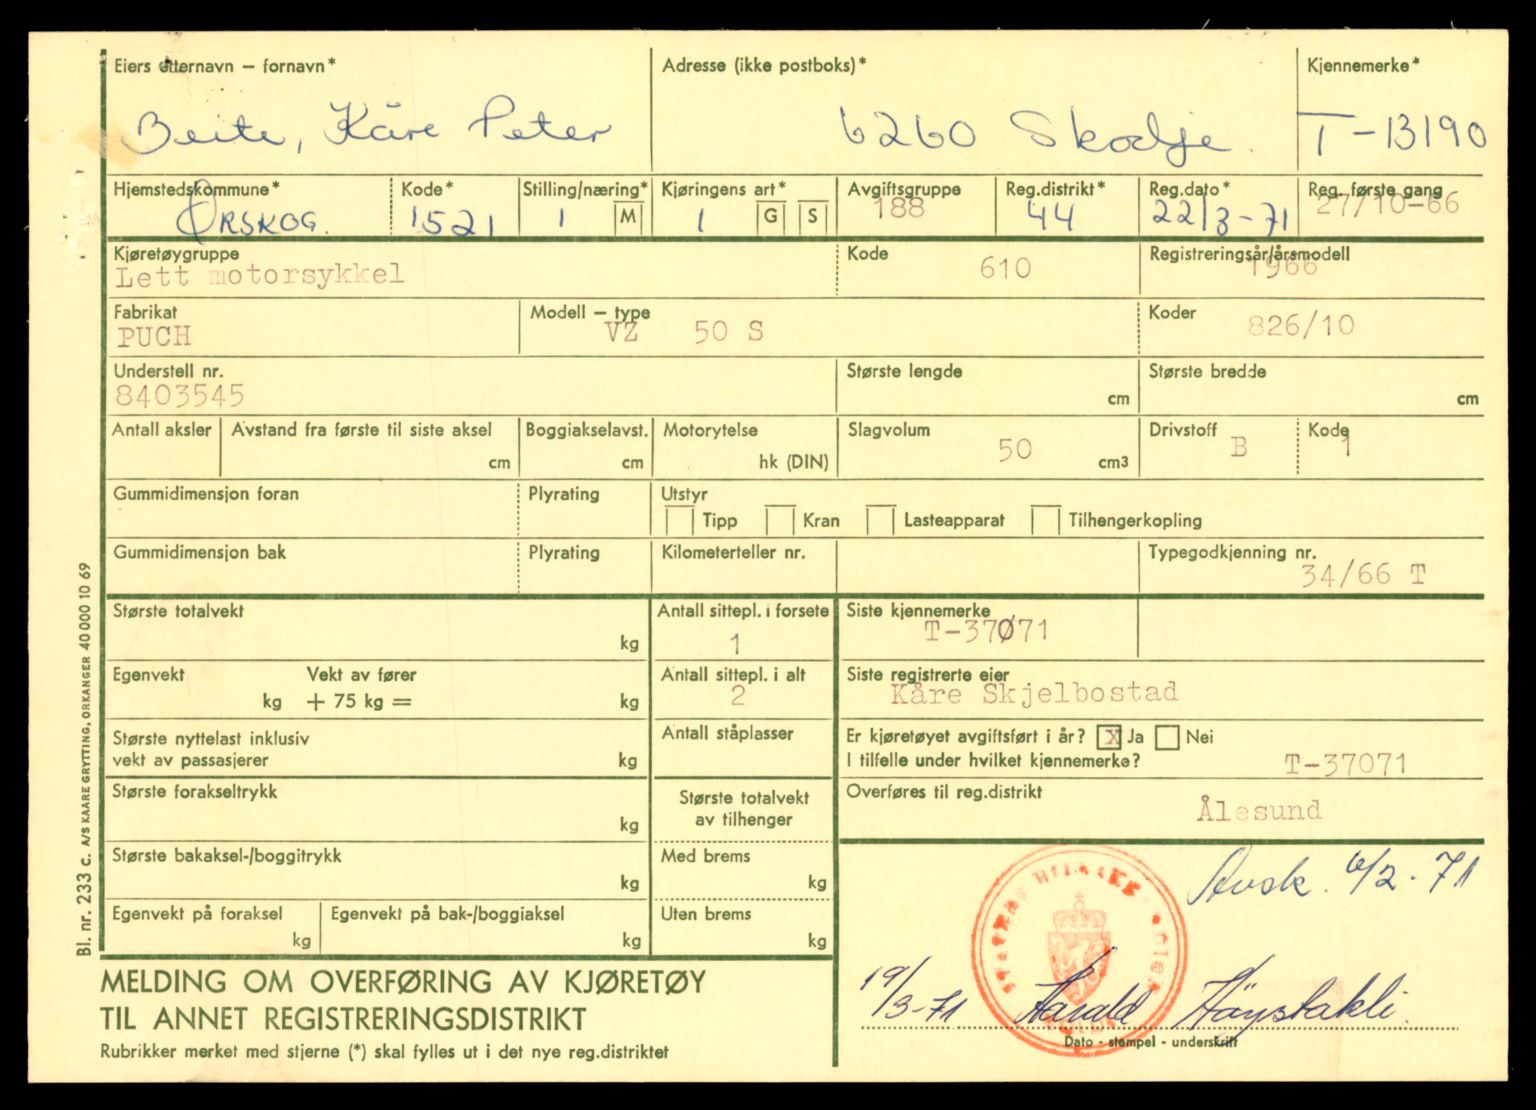 Eiers etternavn – fornavn* Adresse (ikke postboks)* Kjennemerke*
Beite, Kåre Peter 6260 Skodje. T-13190
Hjemstedskommune* Kode* Stilling/næring* Kjøringens art* Avgiftsgruppe Reg.distrikt* Reg.dato* Reg. første gang
ØRSKOG. 1521 1 M 1 G S 188 44 22/3-71 27/10-66
Kjøretøygruppe Kode Registreringsår/årsmodell
Lett motorsykkel 610 1966
Fabrikat Modell – type Koder
PUCH VZ 50 S 826/10
Understell nr. Største lengde Største bredde
8403545 cm cm
Antall aksler Avstand fra første til siste aksel Boggiakselavst. Motorytelse Slagvolum Drivstoff Kode
cm cm hk (DIN) 50 cm3 B 1
Gummidimensjon foran Plyrating Utstyr
Tipp Kran Lasteapparat Tilhengerkopling
Gummidimensjon bak Plyrating Kilometerteller nr. Typegodkjenning nr.
34/66 T
Største totalvekt Antall sittepl. i forsete Siste kjennemerke
kg 1 T-37071
Egenvekt Vekt av fører Antall sittepl. i alt Siste registrerte eier
kg + 75 kg = kg 2 Kåre Skjelbostad
Største nyttelast inklusiv Antall ståplasser Er kjøretøyet avgiftsført i år? X Ja Nei
vekt av passasjerer kg I tilfelle under hvilket kjennemerke? T-37071
Største forakseltrykk Største totalvekt Overføres til reg.distrikt
kg av tilhenger Ålesund
Største bakaksel-/boggitrykk Med brems
kg kg Avsk. 6/2-71
Egenvekt på foraksel Egenvekt på bak-/boggiaksel Uten brems
kg kg kg
MELDING OM OVERFØRING AV KJØRETØY
TIL ANNET REGISTRERINGSDISTRIKT
19/3-71 Harald Høystakli
Dato - stempel - underskrift
Rubrikker merket med stjerne (*) skal fylles ut i det nye reg.distriktet
Bl. nr. 233 C. A/S KAARE GRYTTING, ORKANGER 40 000 10 69